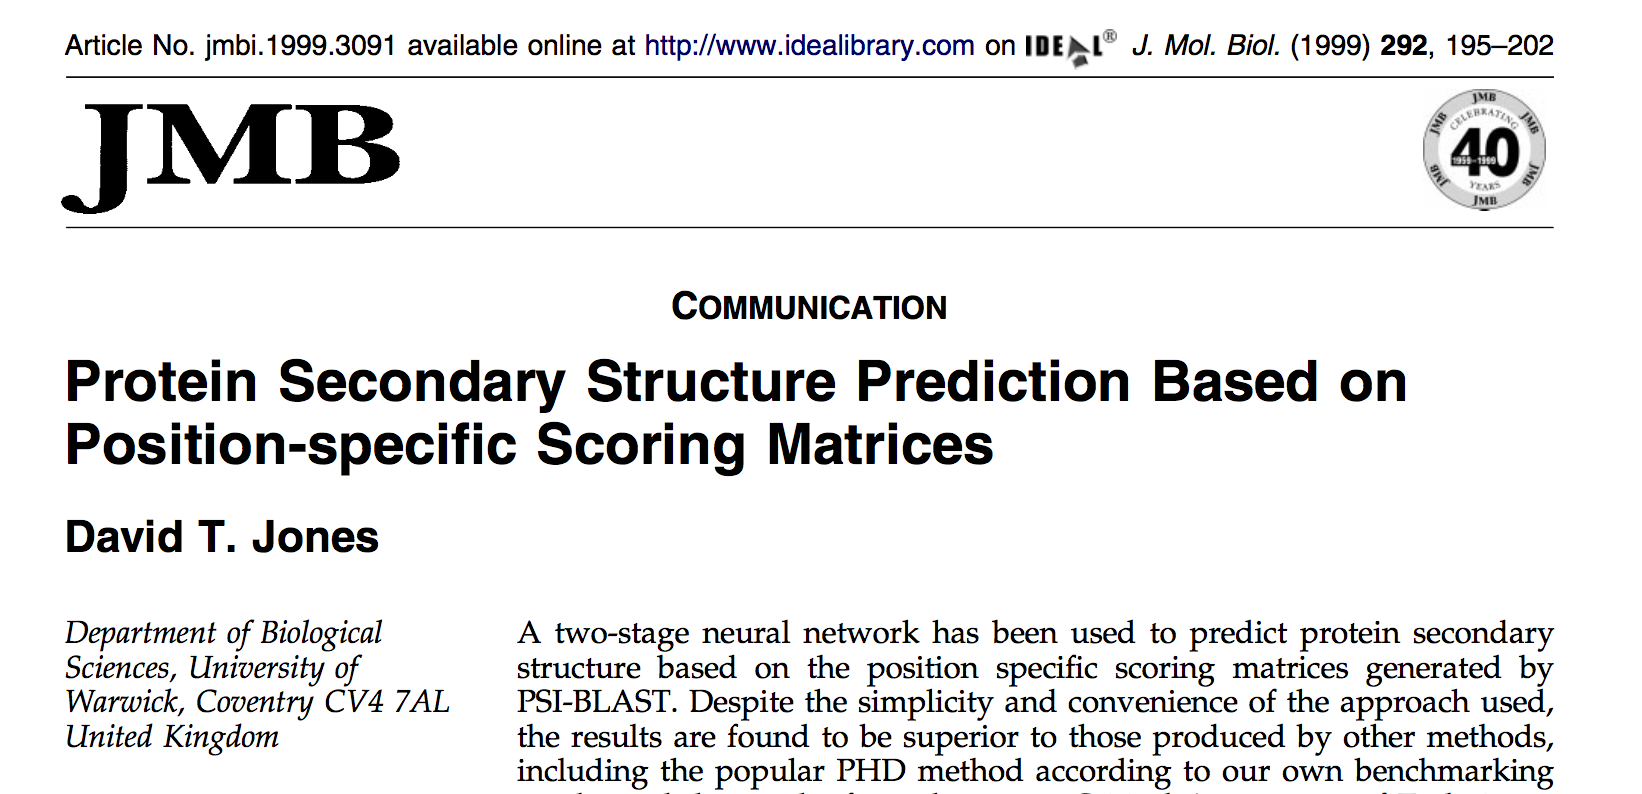 Article No. jmbi.1999.3091 available online at http://www.idealibrary.com on IDEAL® J. Mol. Biol. (1999) 292, 195–202
JMB
JMB
JMB
JMB
CELEBRATING
40
1959–1999
YEARS
JMB
JMB
JMB
COMMUNICATION
Protein Secondary Structure Prediction Based on
Position-specific Scoring Matrices
David T. Jones
Department of Biological
Sciences, University of
Warwick, Coventry CV4 7AL
United Kingdom
A two-stage neural network has been used to predict protein secondary
structure based on the position specific scoring matrices generated by
PSI-BLAST. Despite the simplicity and convenience of the approach used,
the results are found to be superior to those produced by other methods,
including the popular PHD method according to our own benchmarking